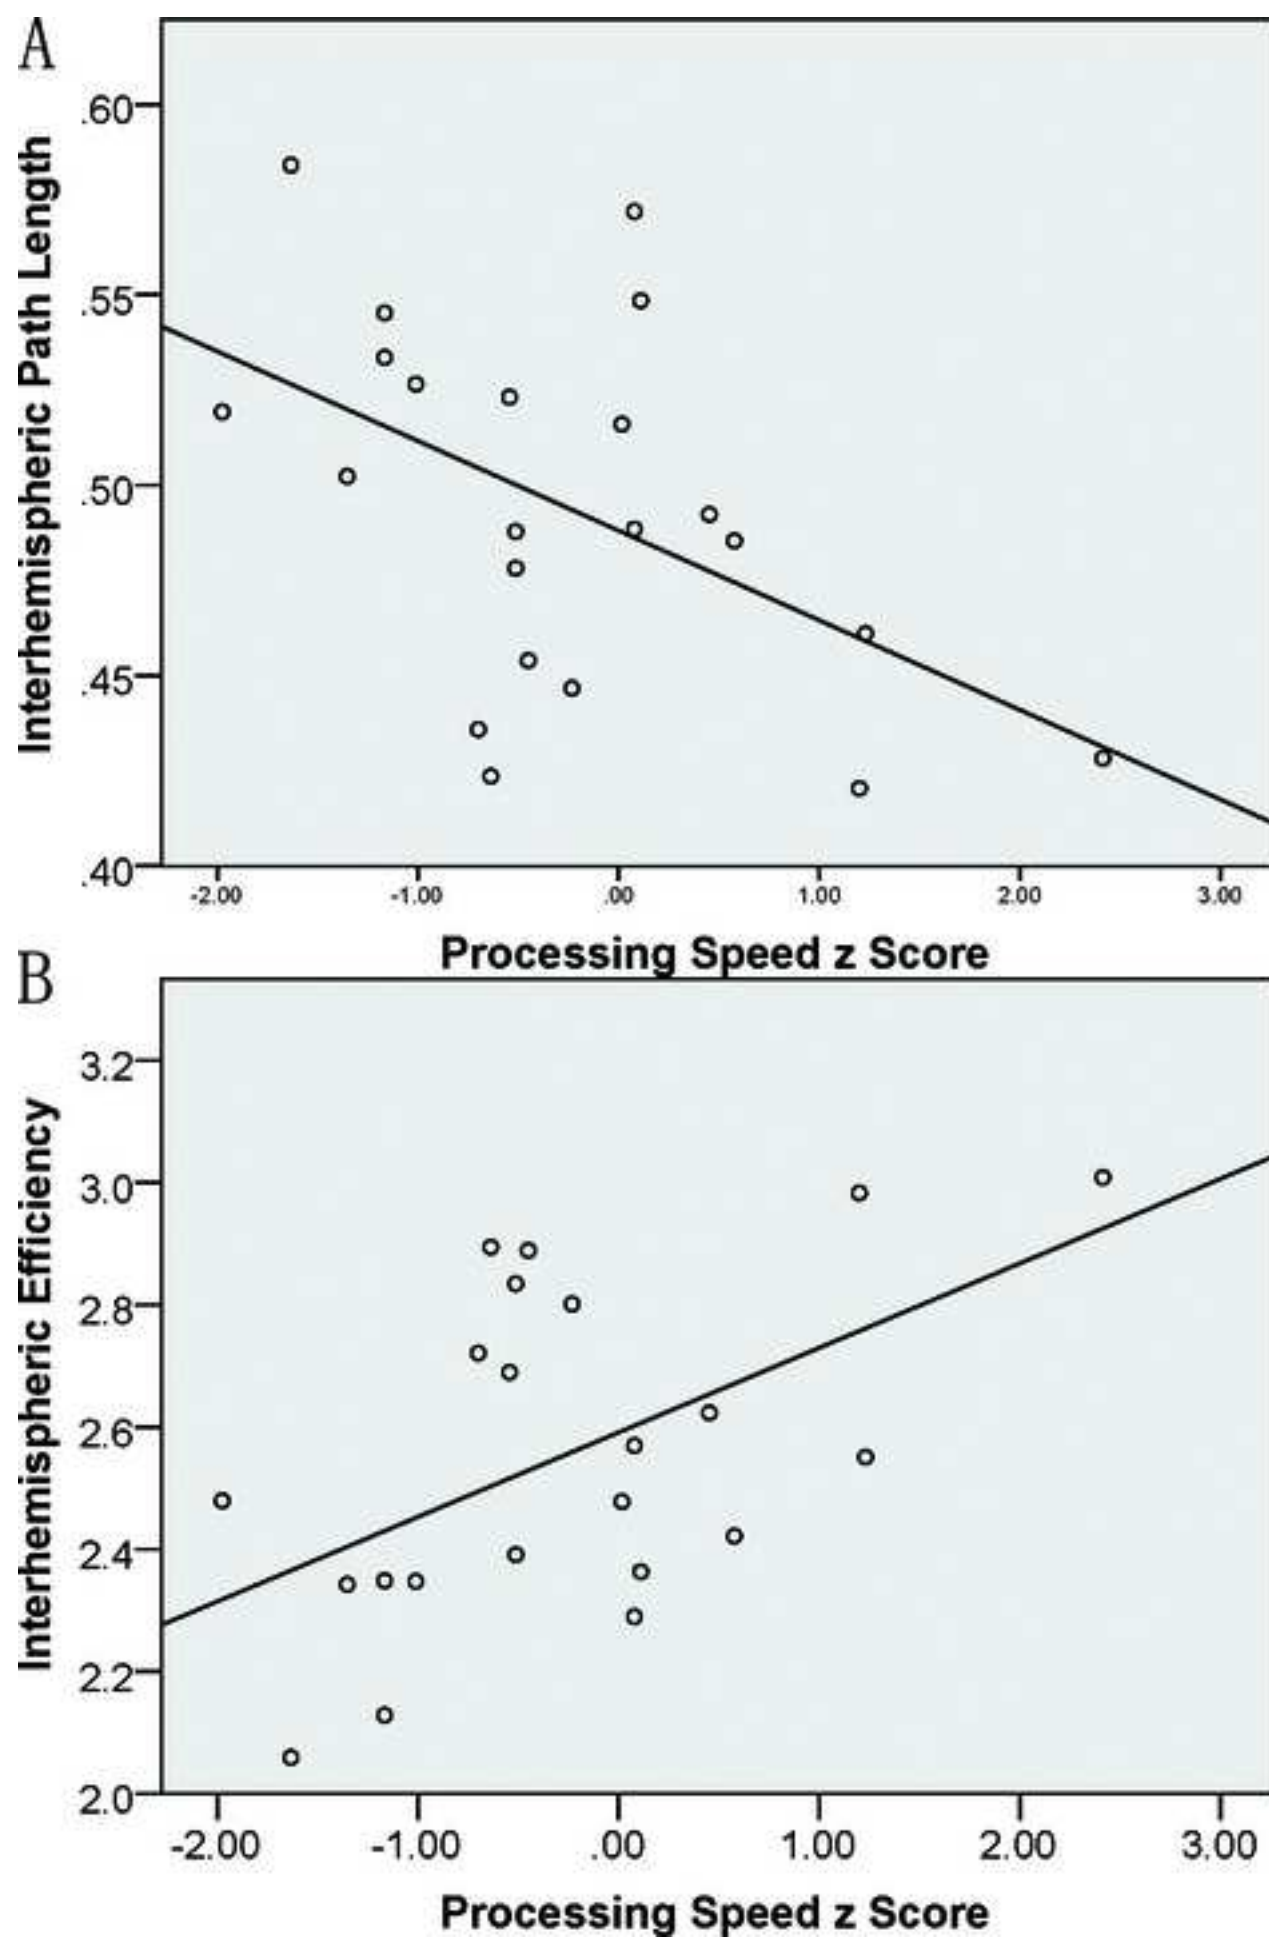 A
Interhemispheric Path Length
.60
.55
.50
.45
.40
-2.00 -1.00 .00 1.00 2.00 3.00
Processing Speed z Score
B
Interhemispheric Efficiency
3.2
3.0
2.8
2.6
2.4
2.2
2.0
-2.00 -1.00 .00 1.00 2.00 3.00
Processing Speed z Score